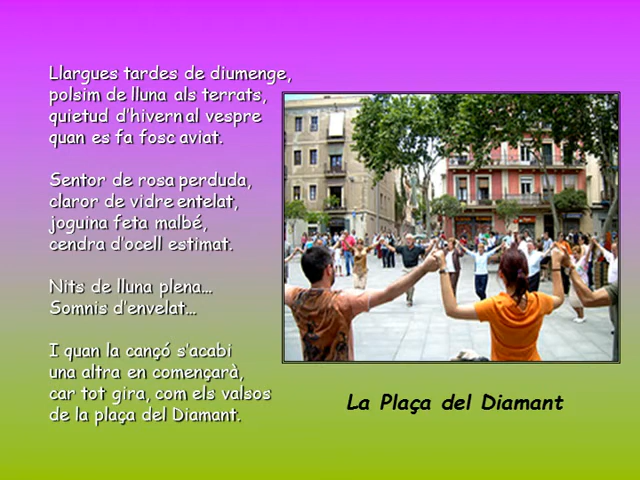 Llargues tardes de diumenge,
polsim de lluna als terrats,
quietud d'hivern al vespre
quan es fa fosc aviat.
Sentor de rosa perduda,
claror de vidre entelat,
joguina feta malbé,
cendra d'ocell estimat.
Nits de lluna plena...
Somnis d'envelat...
I quan la cançó s'acabi
una altra en començarà,
car tot gira, com els valsos
de la plaça del Diamant.
La Plaça del Diamant